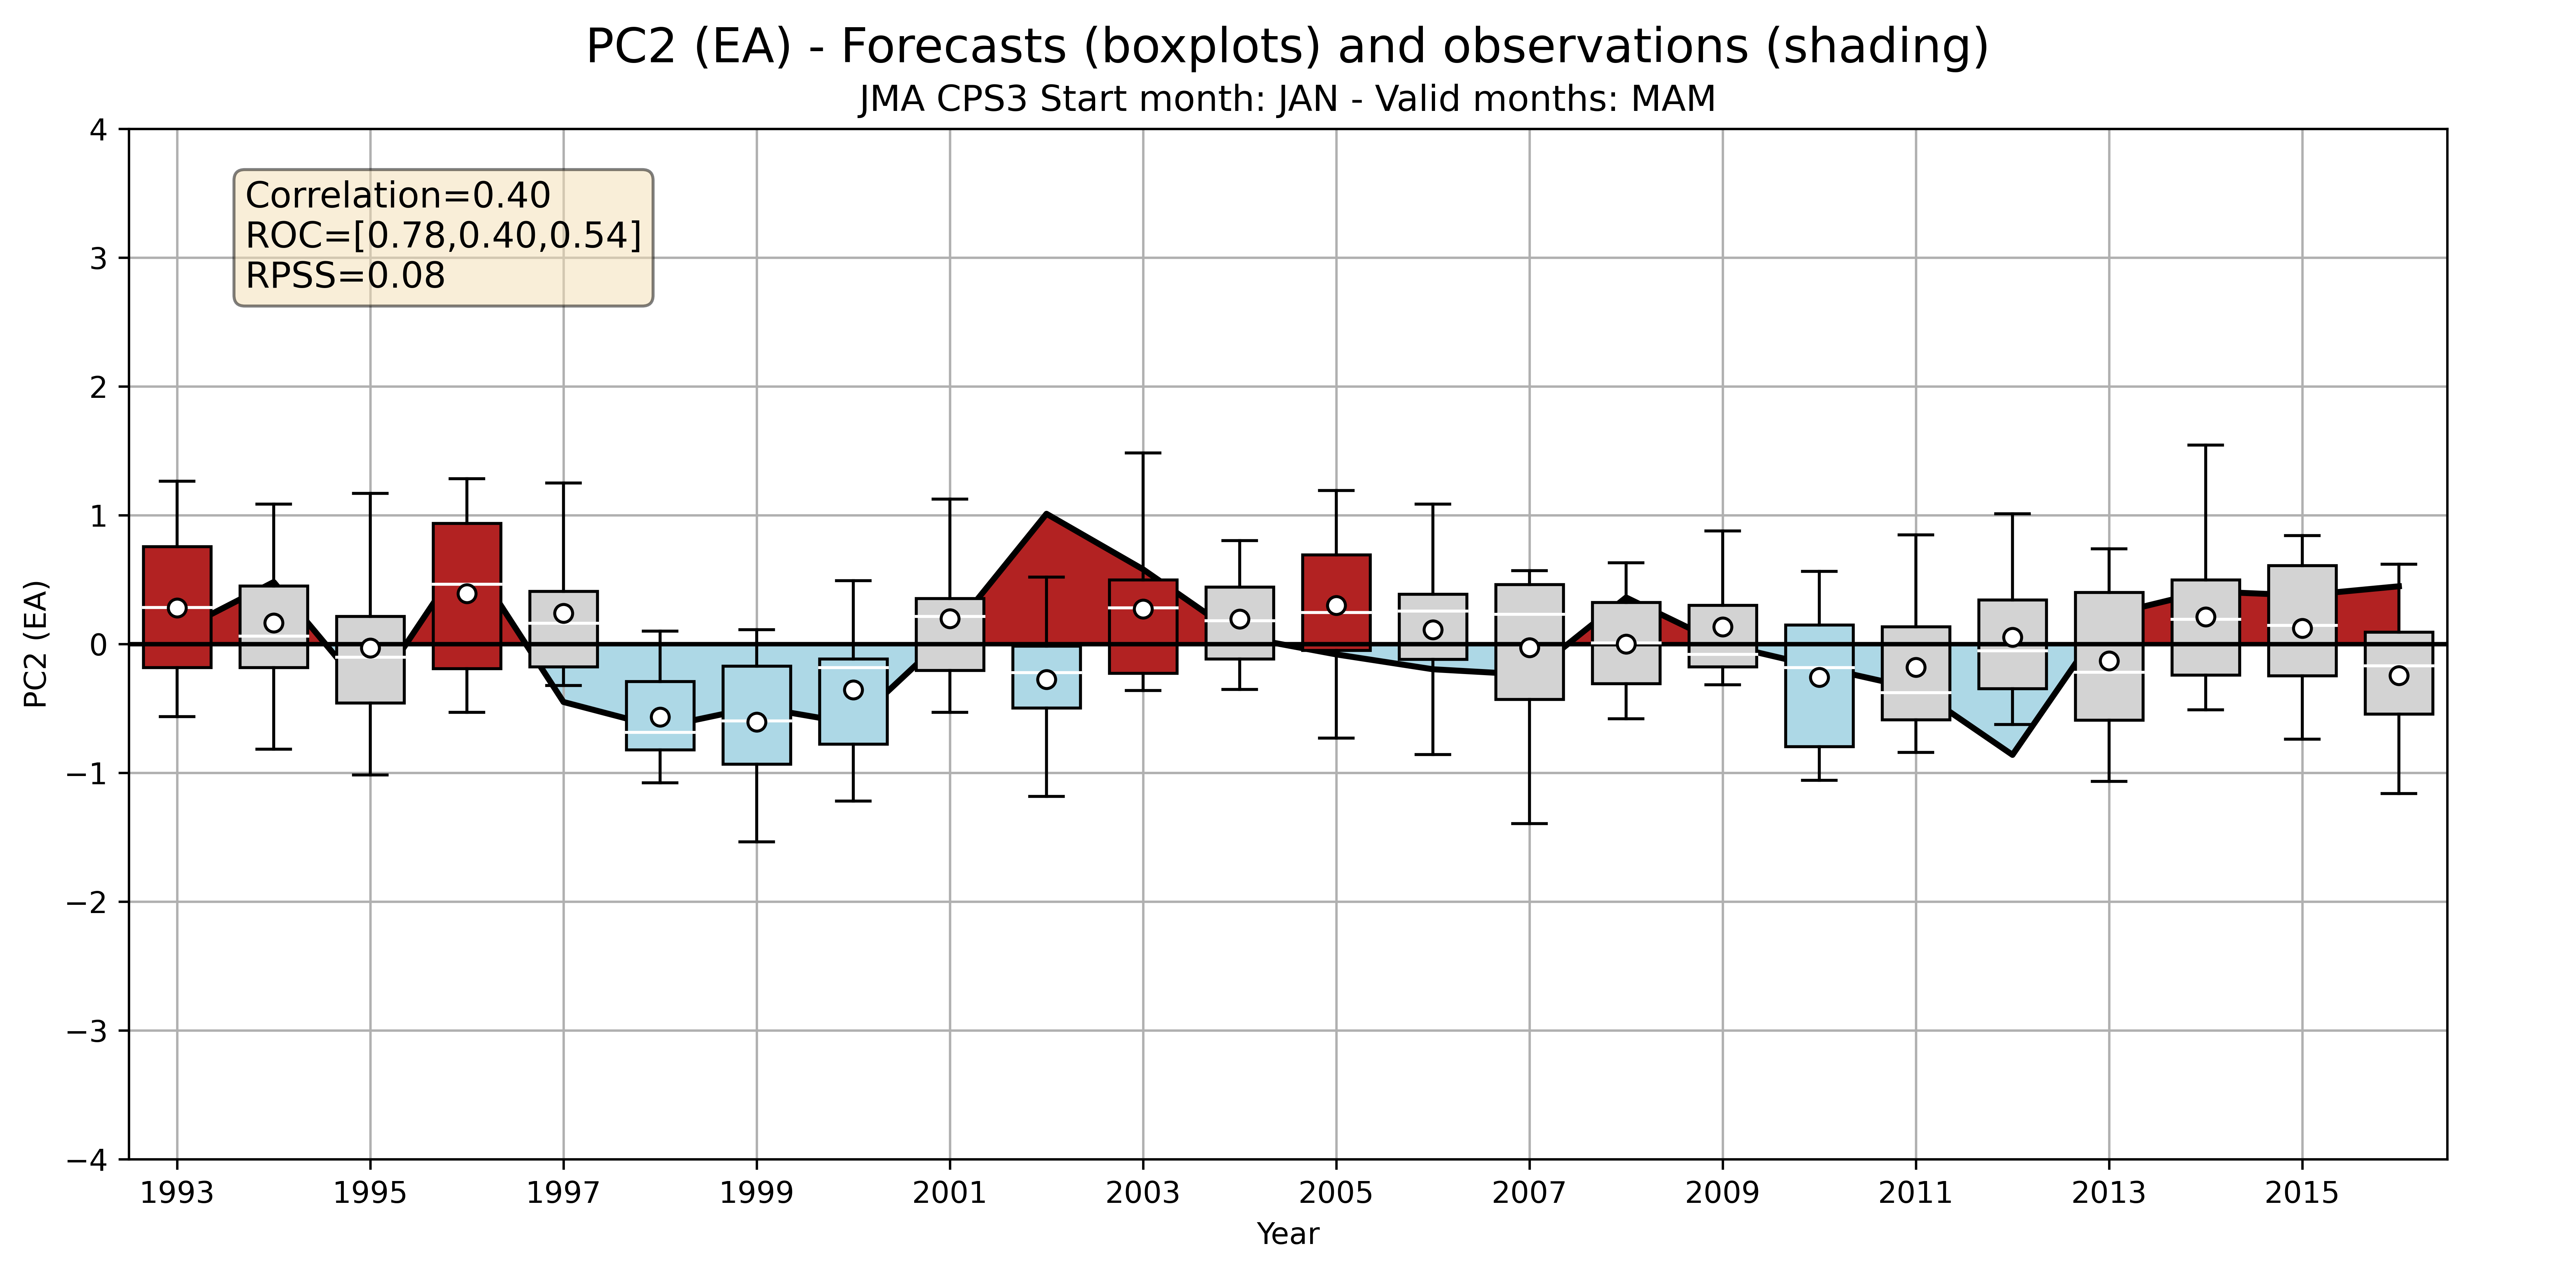 PC2 (EA) - Forecasts (boxplots) and observations (shading)
JMA CPS3 Start month: JAN - Valid months: MAM
Correlation=0.40
ROC=[0.78,0.40,0.54]
RPSS=0.08
PC2 (EA)
4
3
2
1
0
−1
−2
−3
−4
1993 1995 1997 1999 2001 2003 2005 2007 2009 2011 2013 2015
Year